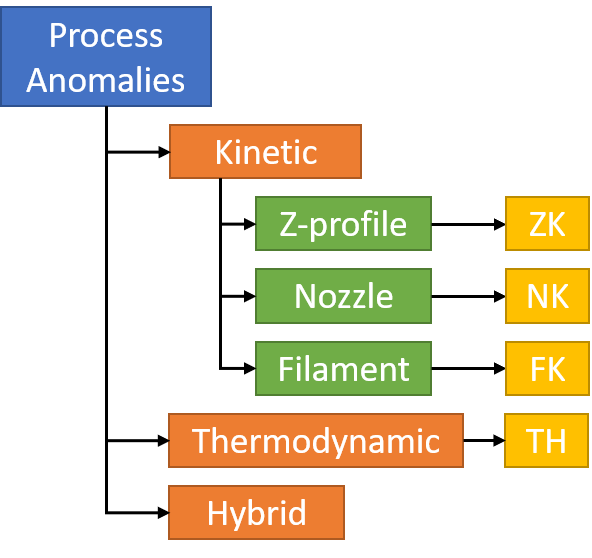 Process
Anomalies
Kinetic
Z-profile
ZK
Nozzle
NK
Filament
FK
Thermodynamic
TH
Hybrid